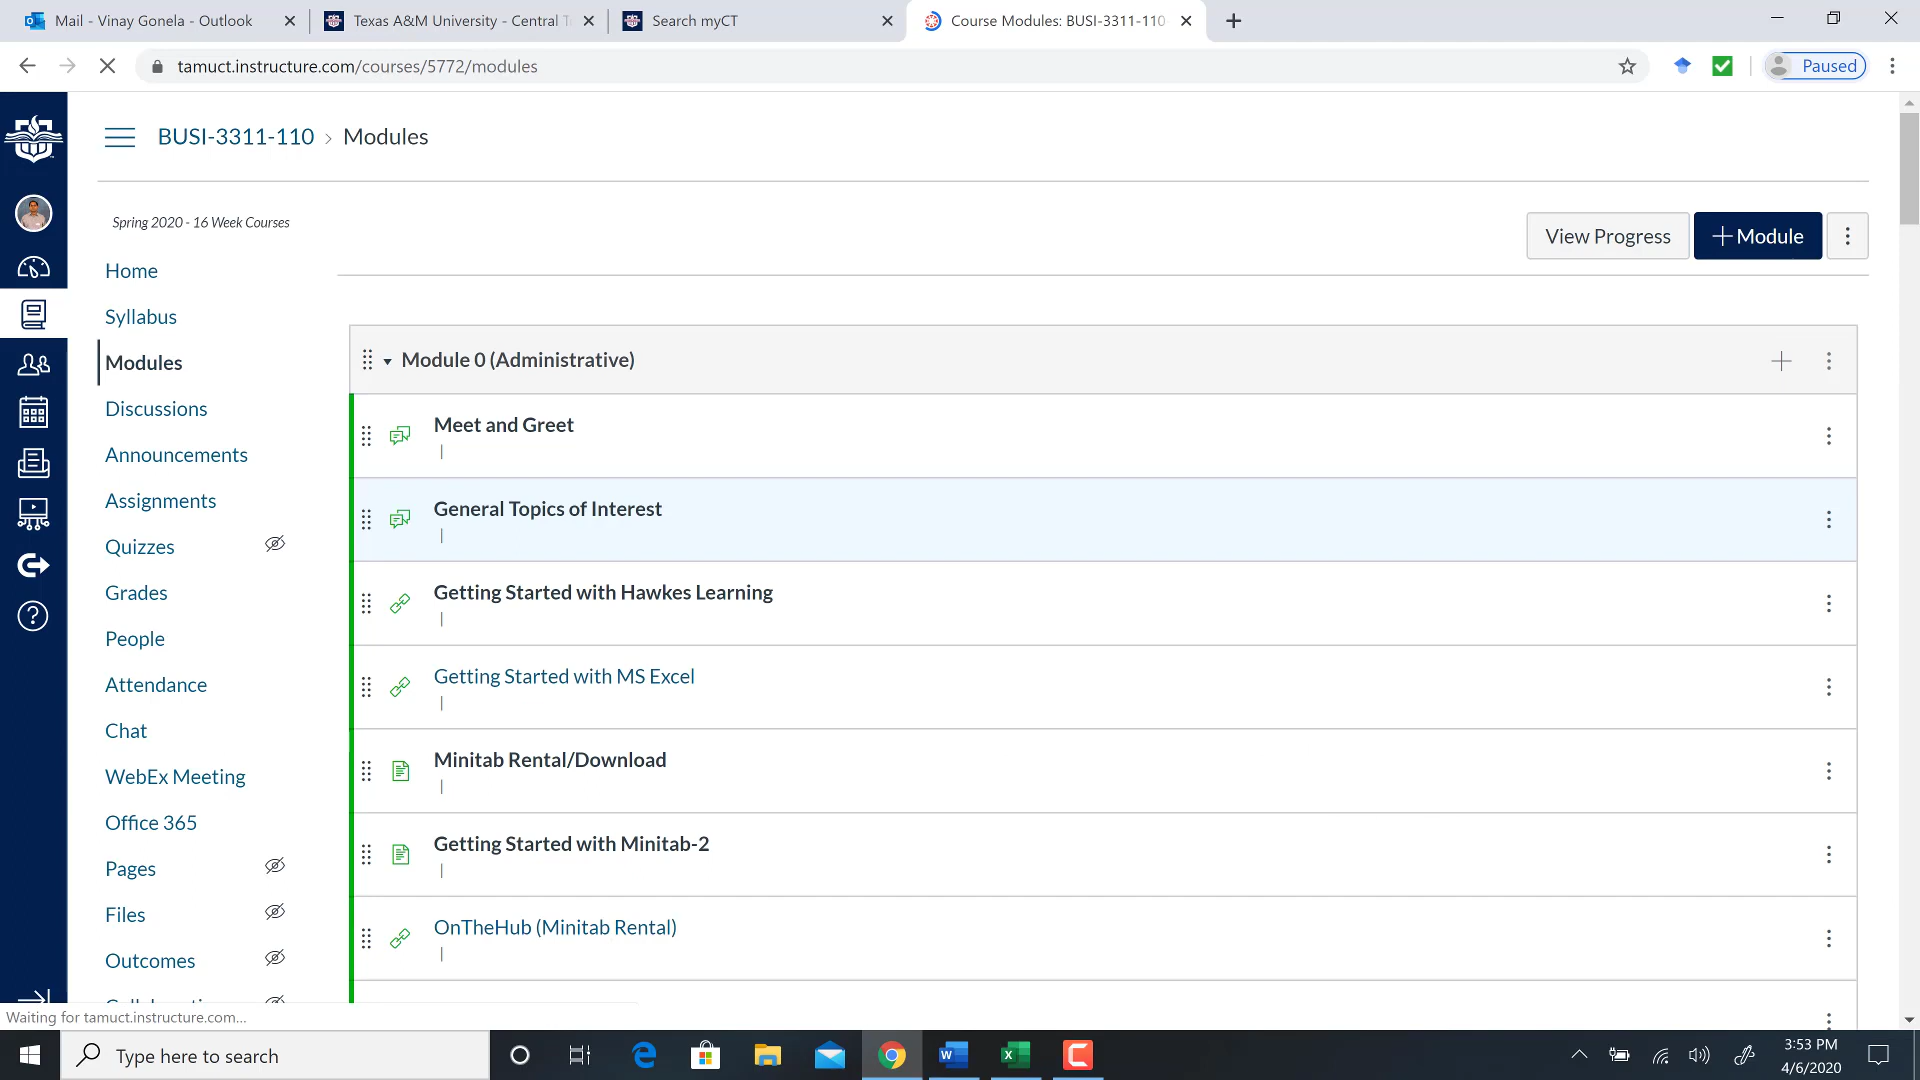 Mail - Vinay Gonela - Outlook
Texas A&M University - Central T
Search myCT
Course Modules: BUSI-3311-110
tamuct.instructure.com/courses/5772/modules
Paused
BUSI-3311-110 › Modules
Spring 2020 - 16 Week Courses
View Progress
+ Module
Home
Syllabus
Modules
Discussions
Announcements
Assignments
Quizzes
Grades
People
Attendance
Chat
WebEx Meeting
Office 365
Pages
Files
Outcomes
Module 0 (Administrative)
Meet and Greet
|
General Topics of Interest
|
Getting Started with Hawkes Learning
|
Getting Started with MS Excel
|
Minitab Rental/Download
|
Getting Started with Minitab-2
|
OnTheHub (Minitab Rental)
|
Waiting for tamuct.instructure.com...
Type here to search
3:53 PM
4/6/2020